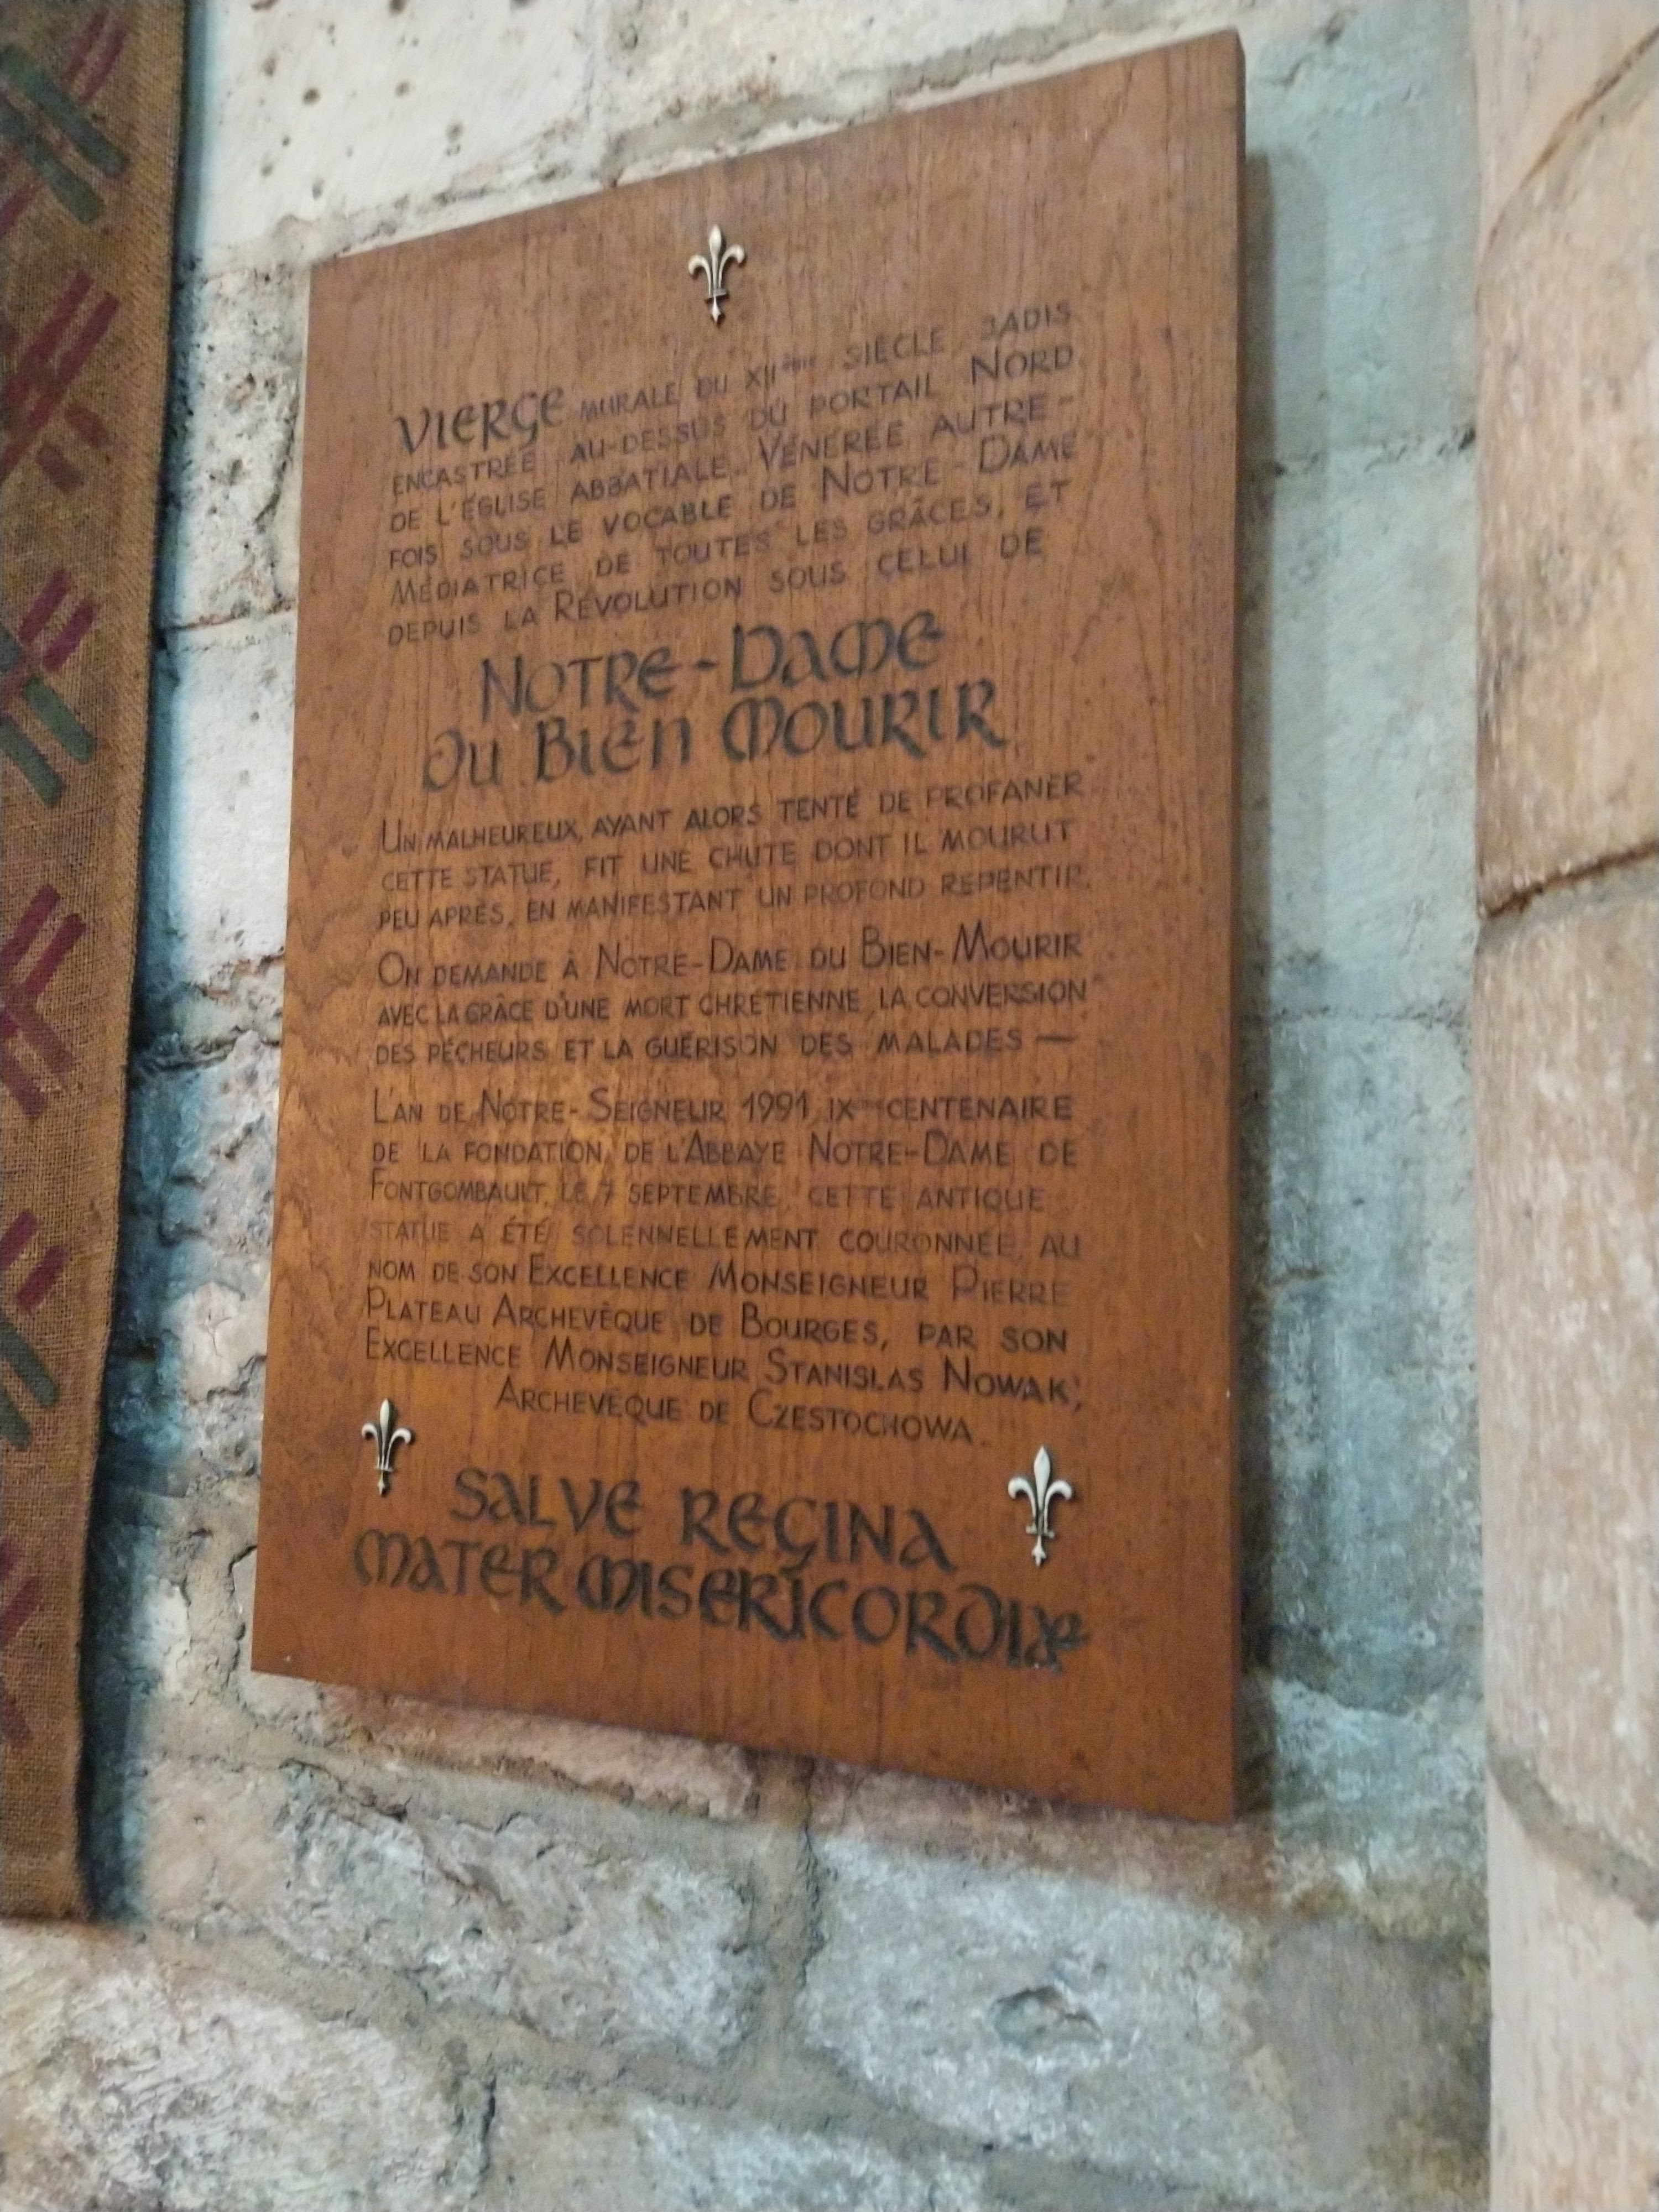 VIERGE MURALE DU XIIème SIÈCLE JADIS
ENCASTRÉE AU-DESSUS DU PORTAIL NORD
DE L'ÉGLISE ABBATIALE. VÉNÉRÉE AUTRE-
FOIS SOUS LE VOCABLE DE NOTRE-DAME
MÉDIATRICE DE TOUTES LES GRÂCES, ET
DEPUIS LA RÉVOLUTION SOUS CELUI DE
NOTRE-DAME
DU BIEN MOURIR
UN MALHEUREUX, AYANT ALORS TENTÉ DE PROFANER
CETTE STATUE, FIT UNE CHUTE DONT IL MOURUT
PEU APRÈS, EN MANIFESTANT UN PROFOND REPENTIR.
ON DEMANDE À NOTRE-DAME DU BIEN-MOURIR
AVEC LA GRÂCE D'UNE MORT CHRÉTIENNE, LA CONVERSION
DES PÉCHEURS ET LA GUÉRISON DES MALADES —
L'AN DE NOTRE-SEIGNEUR 1991, IXème CENTENAIRE
DE LA FONDATION DE L'ABBAYE NOTRE-DAME DE
FONTGOMBAULT, LE 7 SEPTEMBRE, CETTE ANTIQUE
STATUE A ÉTÉ SOLENNELLEMENT COURONNÉE, AU
NOM DE SON EXCELLENCE MONSEIGNEUR PIERRE
PLATEAU ARCHEVÊQUE DE BOURGES, PAR SON
EXCELLENCE MONSEIGNEUR STANISLAS NOWAK,
ARCHEVÊQUE DE CZESTOCHOWA.
SALVE REGINA
MATER MISERICORDIÆ